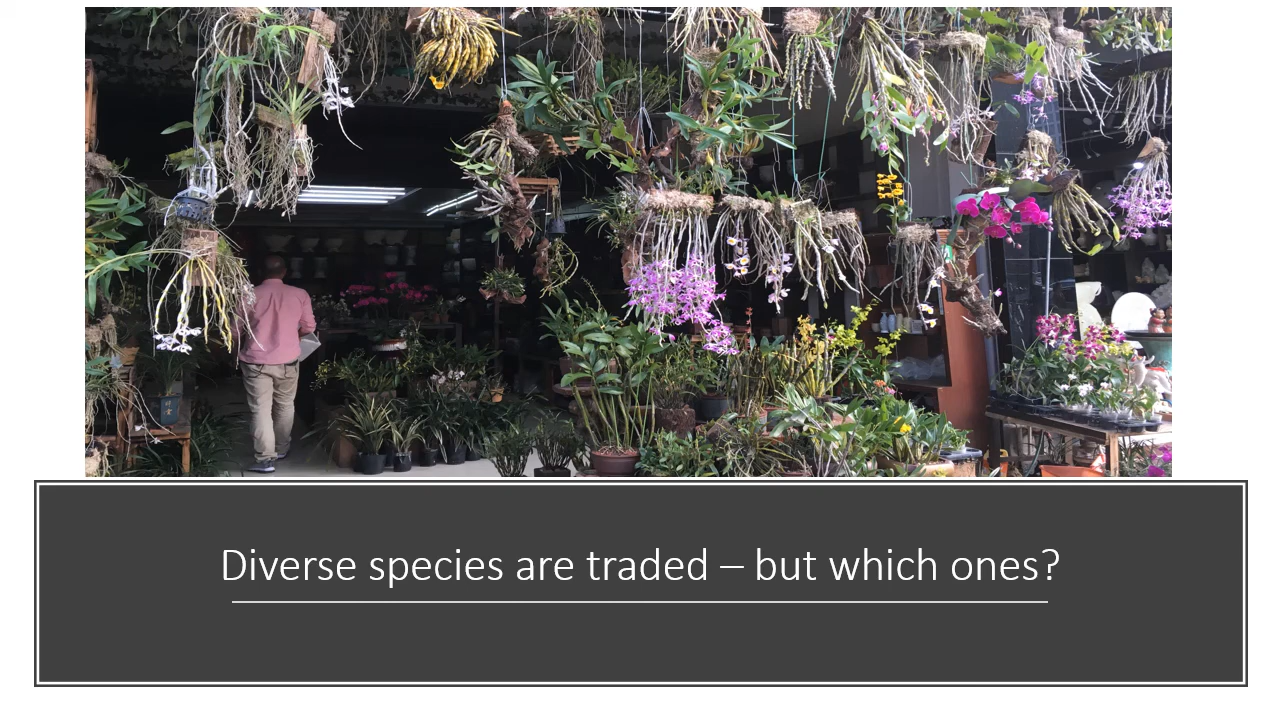 Diverse species are traded – but which ones?